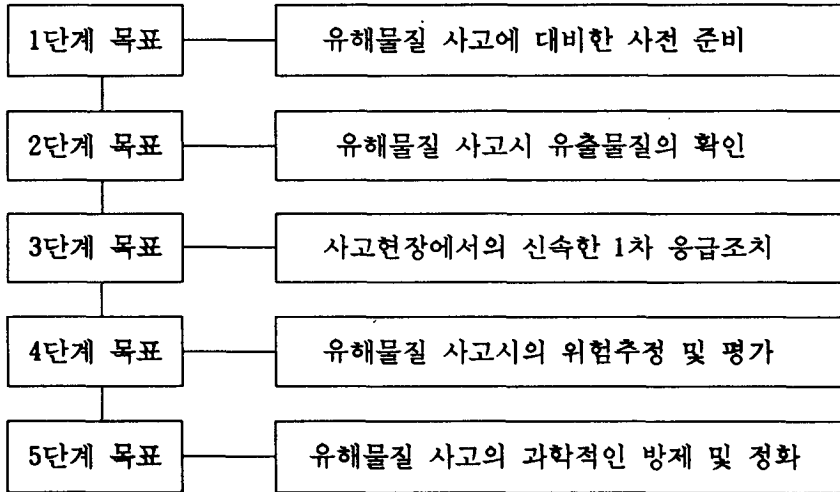 1단계 목표 유해물질 사고에 대비한 사전 준비
2단계 목표 유해물질 사고시 유출물질의 확인
3단계 목표 사고현장에서의 신속한 1차 응급조치
4단계 목표 유해물질 사고시의 위험추정 및 평가
5단계 목표 유해물질 사고의 과학적인 방제 및 정화